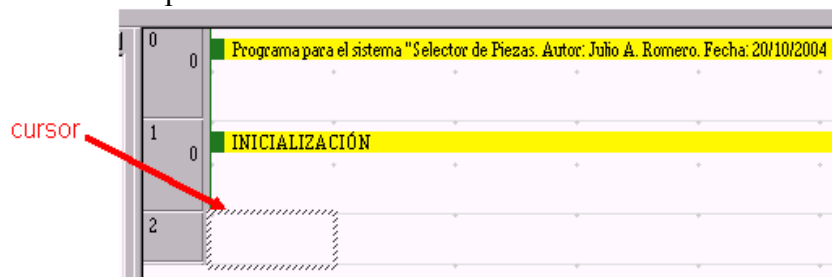 0
0
Programa para el sistema "Selector de Piezas. Autor: Julio A. Romero. Fecha: 20/10/2004
cursor
1
0
INICIALIZACIÓN
2